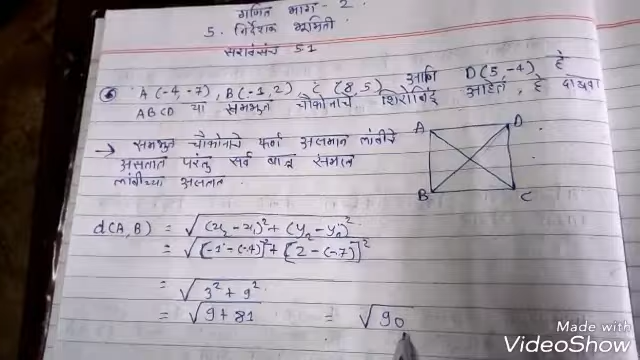 गणित भाग - 2
5. निर्देशक भूमिती
सरावसंच 5.1
⑥ A (-4,-7), B (-1,2) C (8,5) आणि D (5,-4) हे
ABCD या समभुज चौकोनाचे शिरोबिंदू आहेत, हे दाखवा
→ समभुज चौकोनाचे कर्ण असमान लांबीचे
असतात परंतु सर्व बाजू समान
लांबीच्या असतात.
A D
B C
d(A,B) = √(x₂ - x₁)² + (y₂ - y₁)²
= √[-1 - (-4)]² + [2 - (-7)]²
= √3² + 9²
= √9 + 81 = √90
Made with
VideoShow